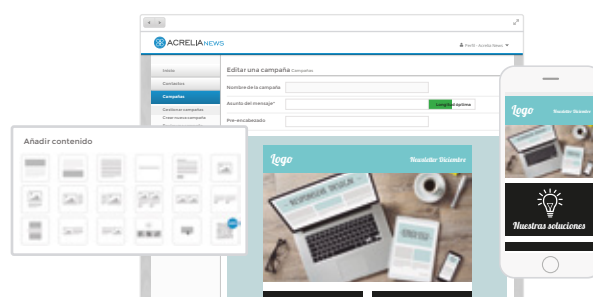 ACRELIANEWS
Perfil: Acrelia News
Inicio
Contactos
Campañas
Gestionar campañas
Crear nueva campaña
Editar una campaña Campañas
Nombre de la campaña
Asunto del mensaje*
Longitud óptima
Pre-encabezado
Añadir contenido
Logo
Newsletter Diciembre
RESPONSIVE DESIGN
Logo
Newsletter Diciembre
Nuestras soluciones